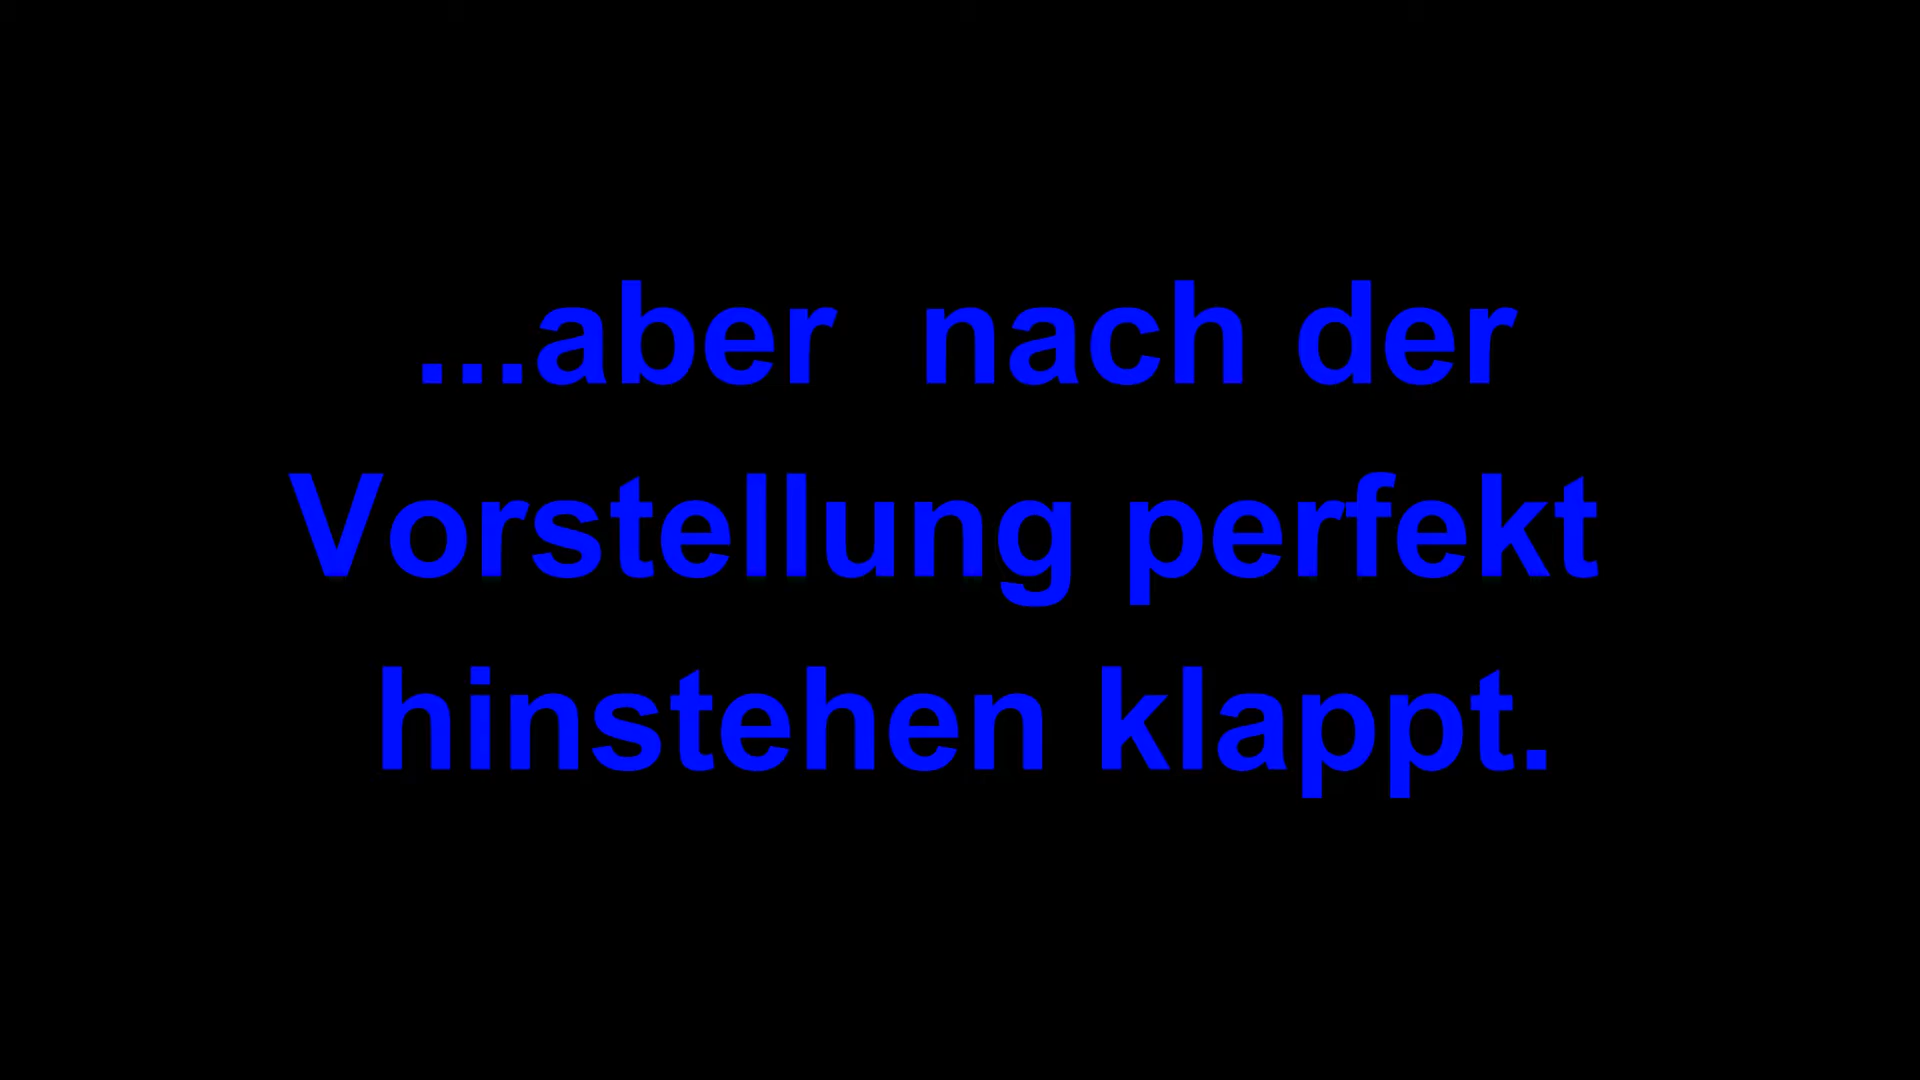 ...aber  nach der
Vorstellung perfekt
hinstehen klappt.